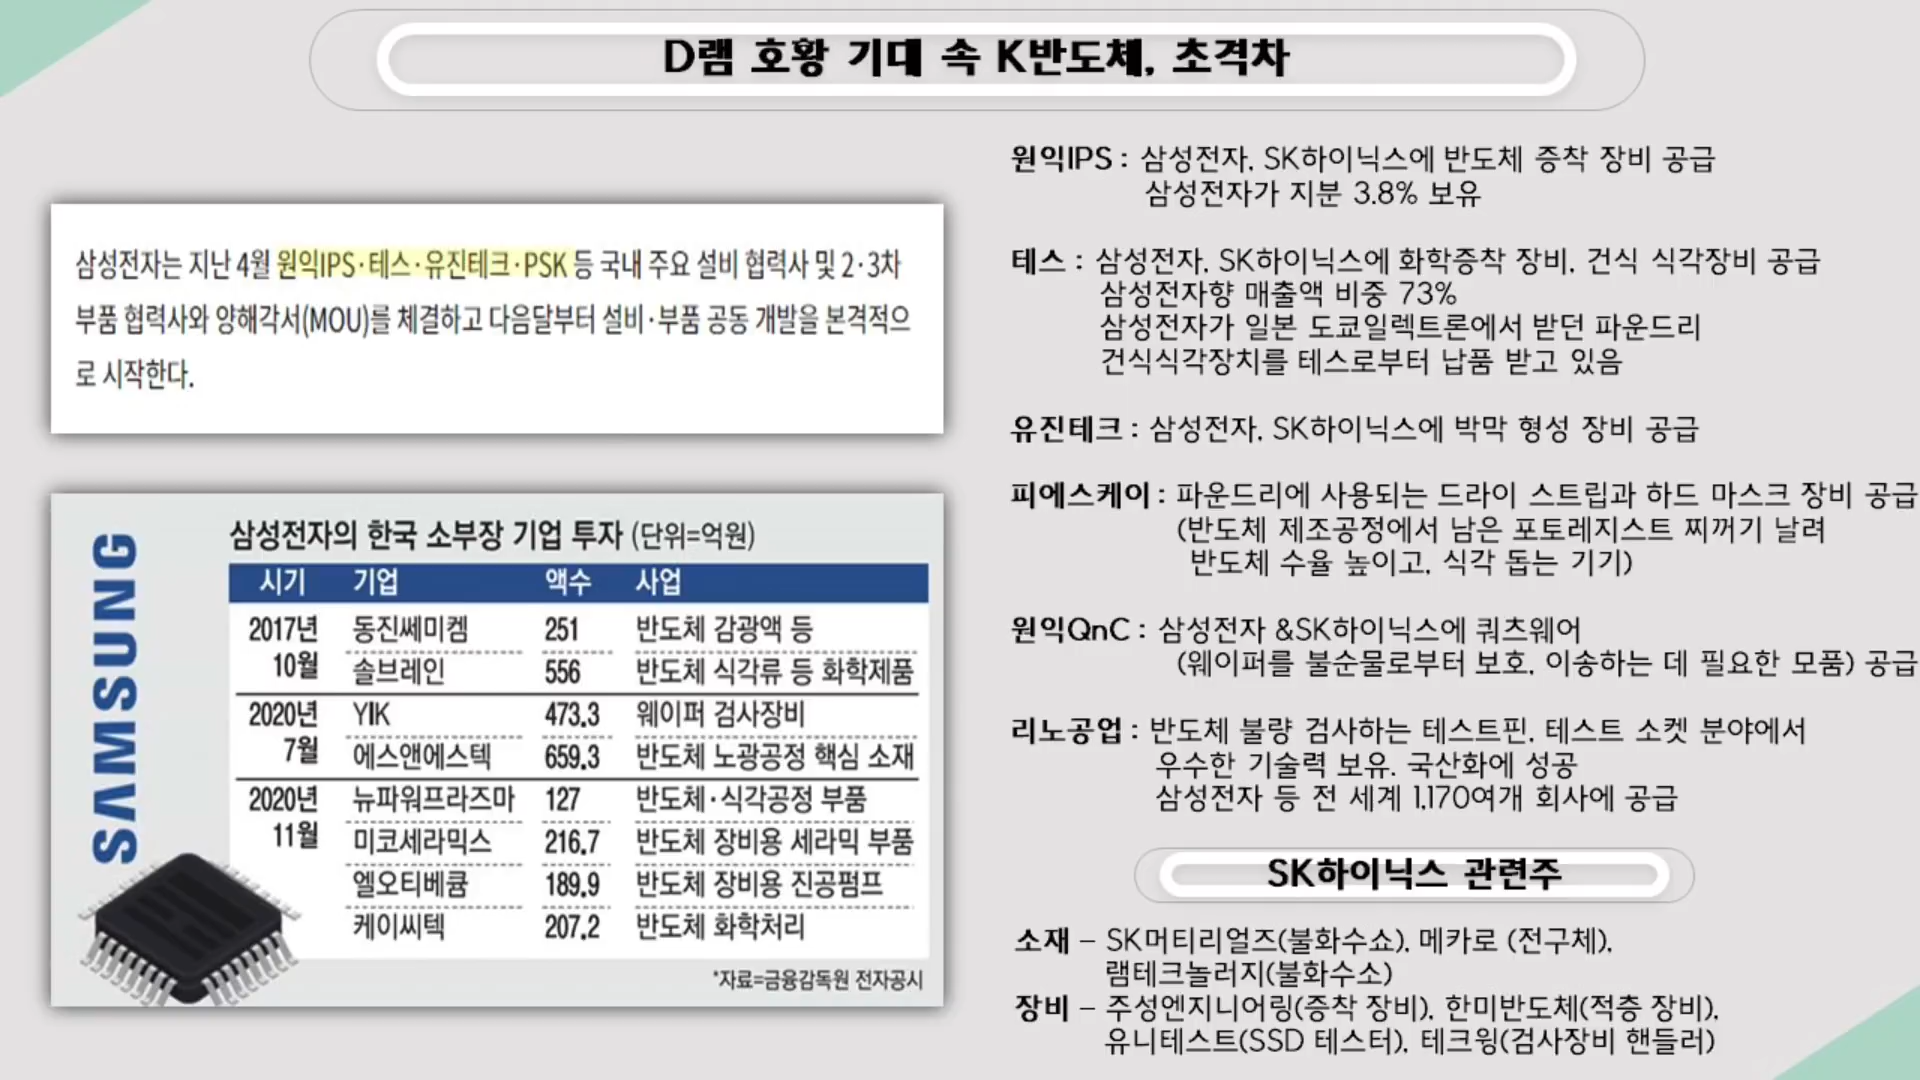 D램 호황 기대 속 K반도체, 초격차
삼성전자는 지난 4월 원익IPS·테스·유진테크·PSK 등 국내 주요 설비 협력사 및 2·3차
부품 협력사와 양해각서(MOU)를 체결하고 다음달부터 설비·부품 공동 개발을 본격적으
로 시작한다.
SAMSUNG
삼성전자의 한국 소부장 기업 투자 (단위=억원)
시기 기업 액수 사업
2017년 10월 동진쎄미켐 251 반도체 감광액 등
솔브레인 556 반도체 식각류 등 화학제품
2020년 7월 YIK 473.3 웨이퍼 검사장비
에스앤에스텍 659.3 반도체 노광공정 핵심 소재
2020년 11월 뉴파워프라즈마 127 반도체·식각공정 부품
미코세라믹스 216.7 반도체 장비용 세라믹 부품
엘오티베큠 189.9 반도체 장비용 진공펌프
케이씨텍 207.2 반도체 화학처리
*자료=금융감독원 전자공시
원익IPS : 삼성전자, SK하이닉스에 반도체 증착 장비 공급
삼성전자가 지분 3.8% 보유
테스 : 삼성전자, SK하이닉스에 화학증착 장비, 건식 식각장비 공급
삼성전자향 매출액 비중 73%
삼성전자가 일본 도쿄일렉트론에서 받던 파운드리
건식식각장치를 테스로부터 납품 받고 있음
유진테크 : 삼성전자, SK하이닉스에 박막 형성 장비 공급
피에스케이 : 파운드리에 사용되는 드라이 스트립과 하드 마스크 장비 공급
(반도체 제조공정에서 남은 포토레지스트 찌꺼기 날려
반도체 수율 높이고, 식각 돕는 기기)
원익QnC : 삼성전자 &SK하이닉스에 쿼츠웨어
(웨이퍼를 불순물로부터 보호, 이송하는 데 필요한 모품) 공급
리노공업 : 반도체 불량 검사하는 테스트핀, 테스트 소켓 분야에서
우수한 기술력 보유. 국산화에 성공
삼성전자 등 전 세계 1,170여개 회사에 공급
SK하이닉스 관련주
소재 – SK머티리얼즈(불화수쇼), 메카로 (전구체),
램테크놀러지(불화수소)
장비 – 주성엔지니어링(증착 장비), 한미반도체(적층 장비),
유니테스트(SSD 테스터), 테크윙(검사장비 핸들러)